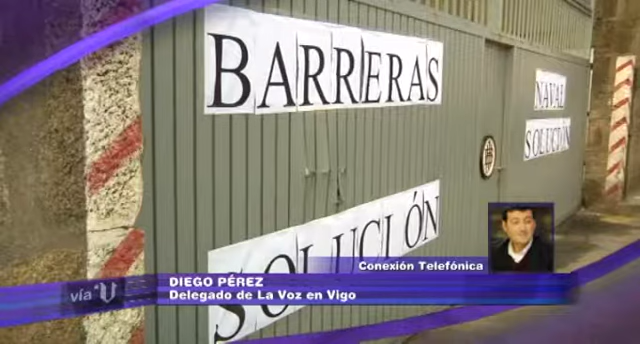 BARRERAS
NAVAL
SOLUCIÓN
SOLUCIÓN
Conexión Telefónica
DIEGO PÉREZ
vía V
Delegado de La Voz en Vigo